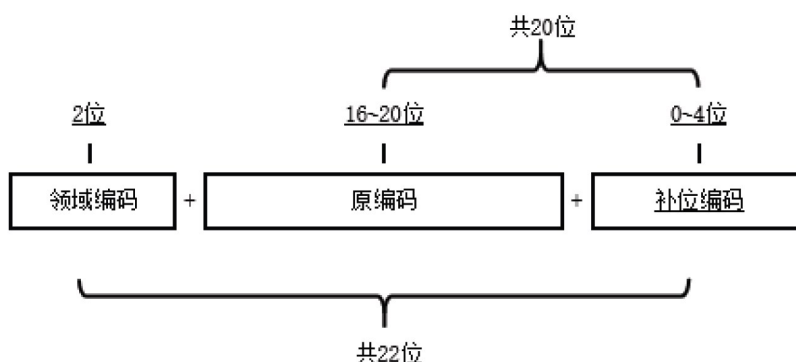 共20位
2位
16~20位
0~4位
领域编码 + 原编码 + 补位编码
共22位